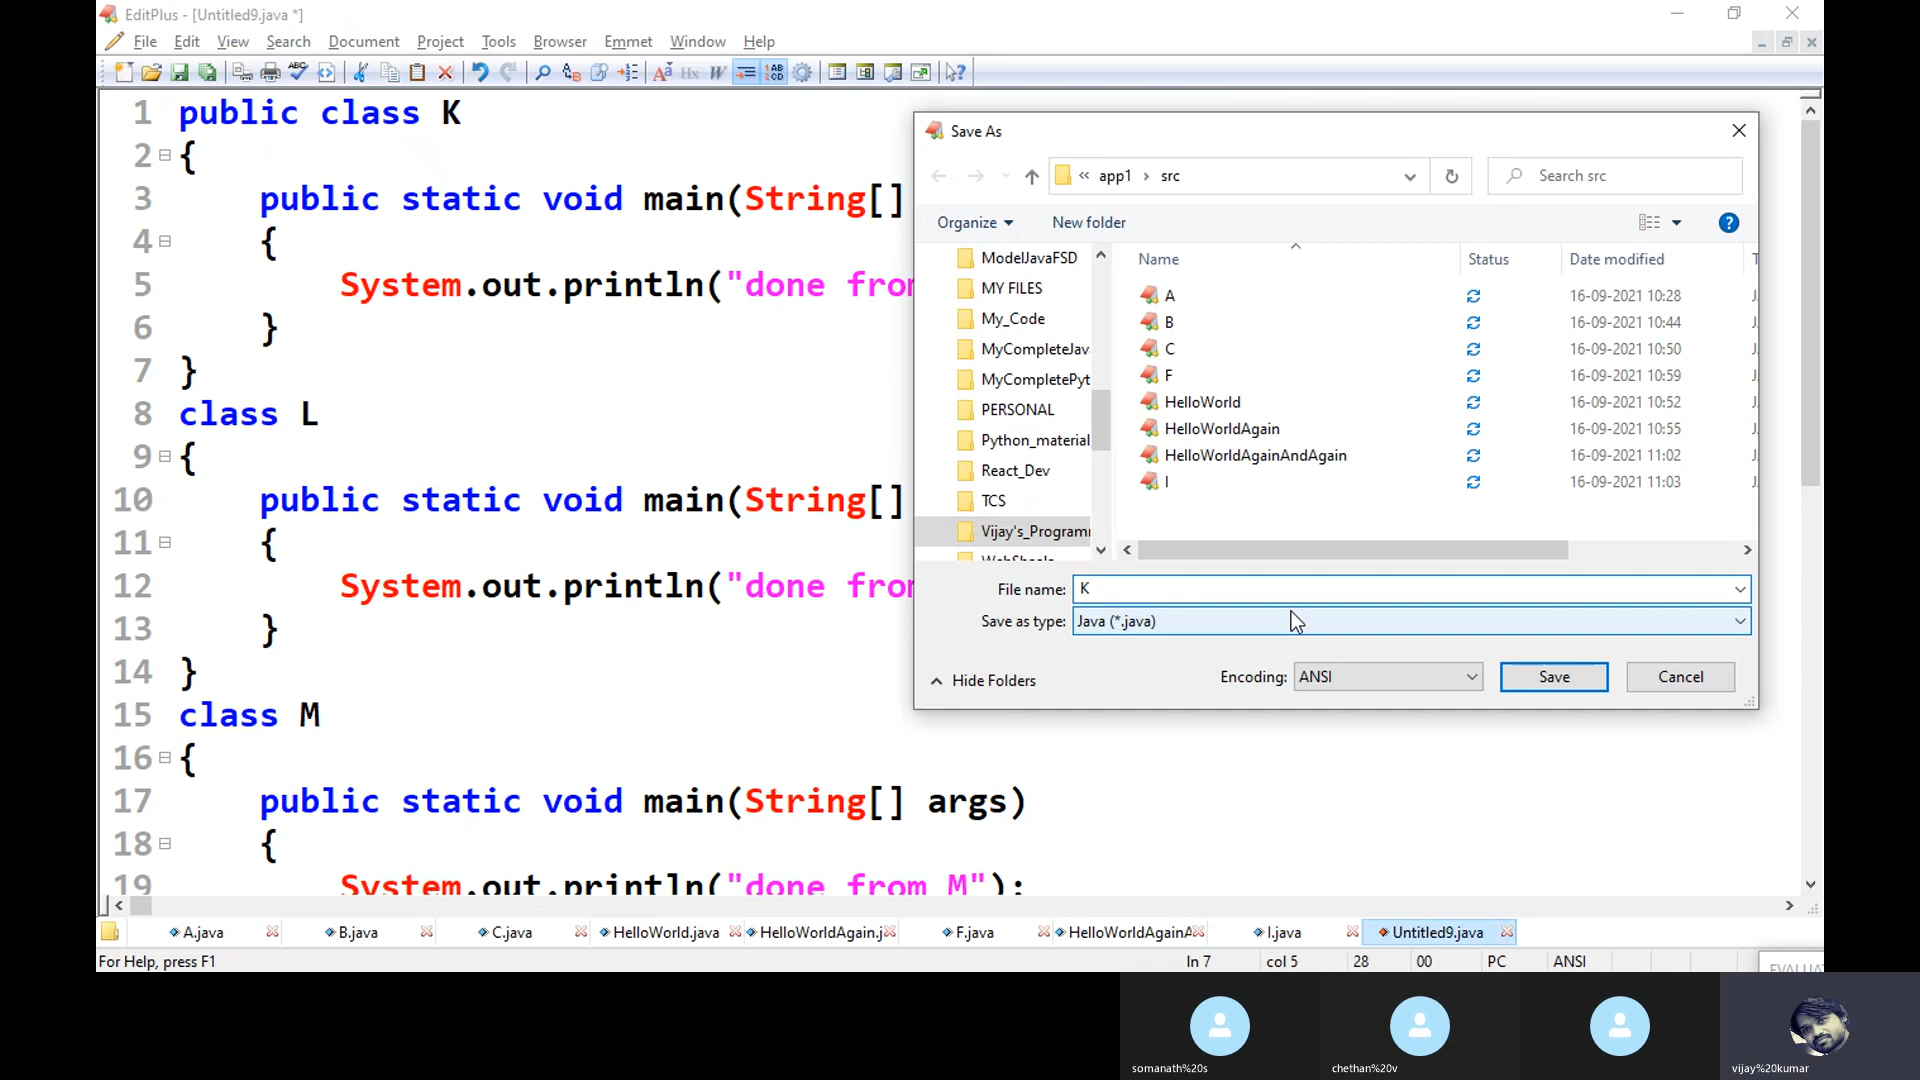 EditPlus - [Untitled9.java *]
File Edit View Search Document Project Tools Browser Emmet Window Help
1 public class K
2 {
3 public static void main(String[]
4 {
5 System.out.println("done from
6 }
7 }
8 class L
9 {
10 public static void main(String[]
11 {
12 System.out.println("done from
13 }
14 }
15 class M
16 {
17 public static void main(String[] args)
18 {
19 System.out.println("done from M");
Save As
« app1 › src
Search src
Organize New folder
ModelJavaFSD
MY FILES
My_Code
MyCompleteJav
MyCompletePyt
PERSONAL
Python_material
React_Dev
TCS
Vijay's_Program
Name Status Date modified
A 16-09-2021 10:28
B 16-09-2021 10:44
C 16-09-2021 10:50
F 16-09-2021 10:59
HelloWorld 16-09-2021 10:52
HelloWorldAgain 16-09-2021 10:55
HelloWorldAgainAndAgain 16-09-2021 11:02
I 16-09-2021 11:03
File name: K
Save as type: Java (*.java)
Hide Folders Encoding: ANSI Save Cancel
A.java B.java C.java HelloWorld.java HelloWorldAgain.j F.java HelloWorldAgainA I.java Untitled9.java
For Help, press F1 ln 7 col 5 28 00 PC ANSI
somanath%20s chethan%20v vijay%20kumar